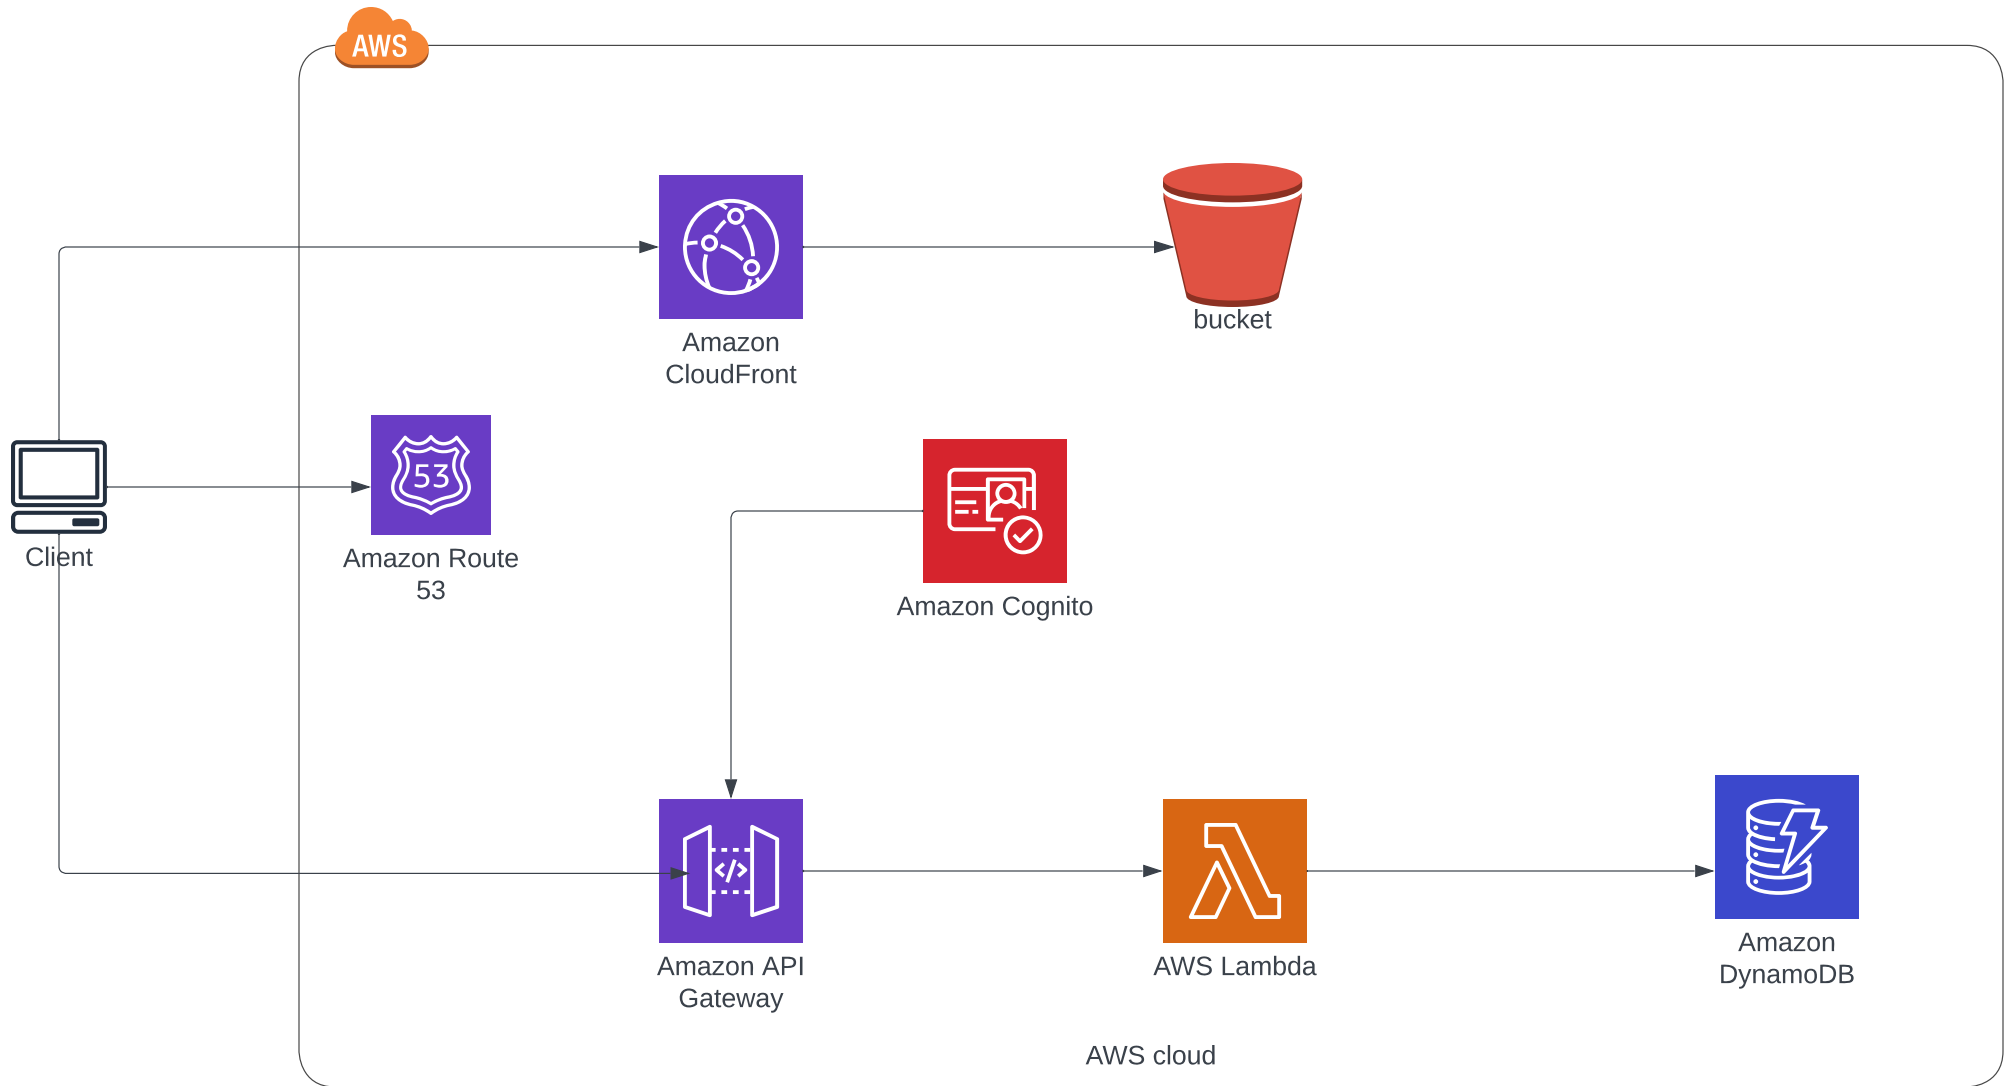 AWS
Amazon
CloudFront
bucket
Client
53
Amazon Route
53
Amazon Cognito
</>
Amazon API
Gateway
AWS Lambda
Amazon
DynamoDB
AWS cloud